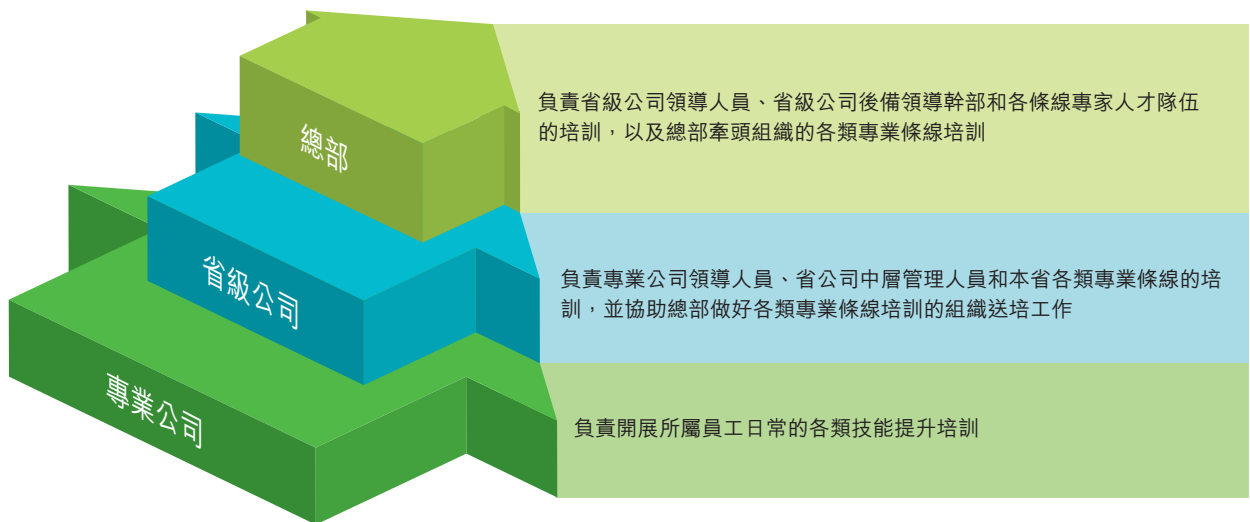 總部
負責省級公司領導人員、省級公司後備領導幹部和各條線專家人才隊伍
的培訓，以及總部牽頭組織的各類專業條線培訓
省級公司
負責專業公司領導人員、省公司中層管理人員和本省各類專業條線的培
訓，並協助總部做好各類專業條線培訓的組織送培工作
專業公司
負責開展所屬員工日常的各類技能提升培訓